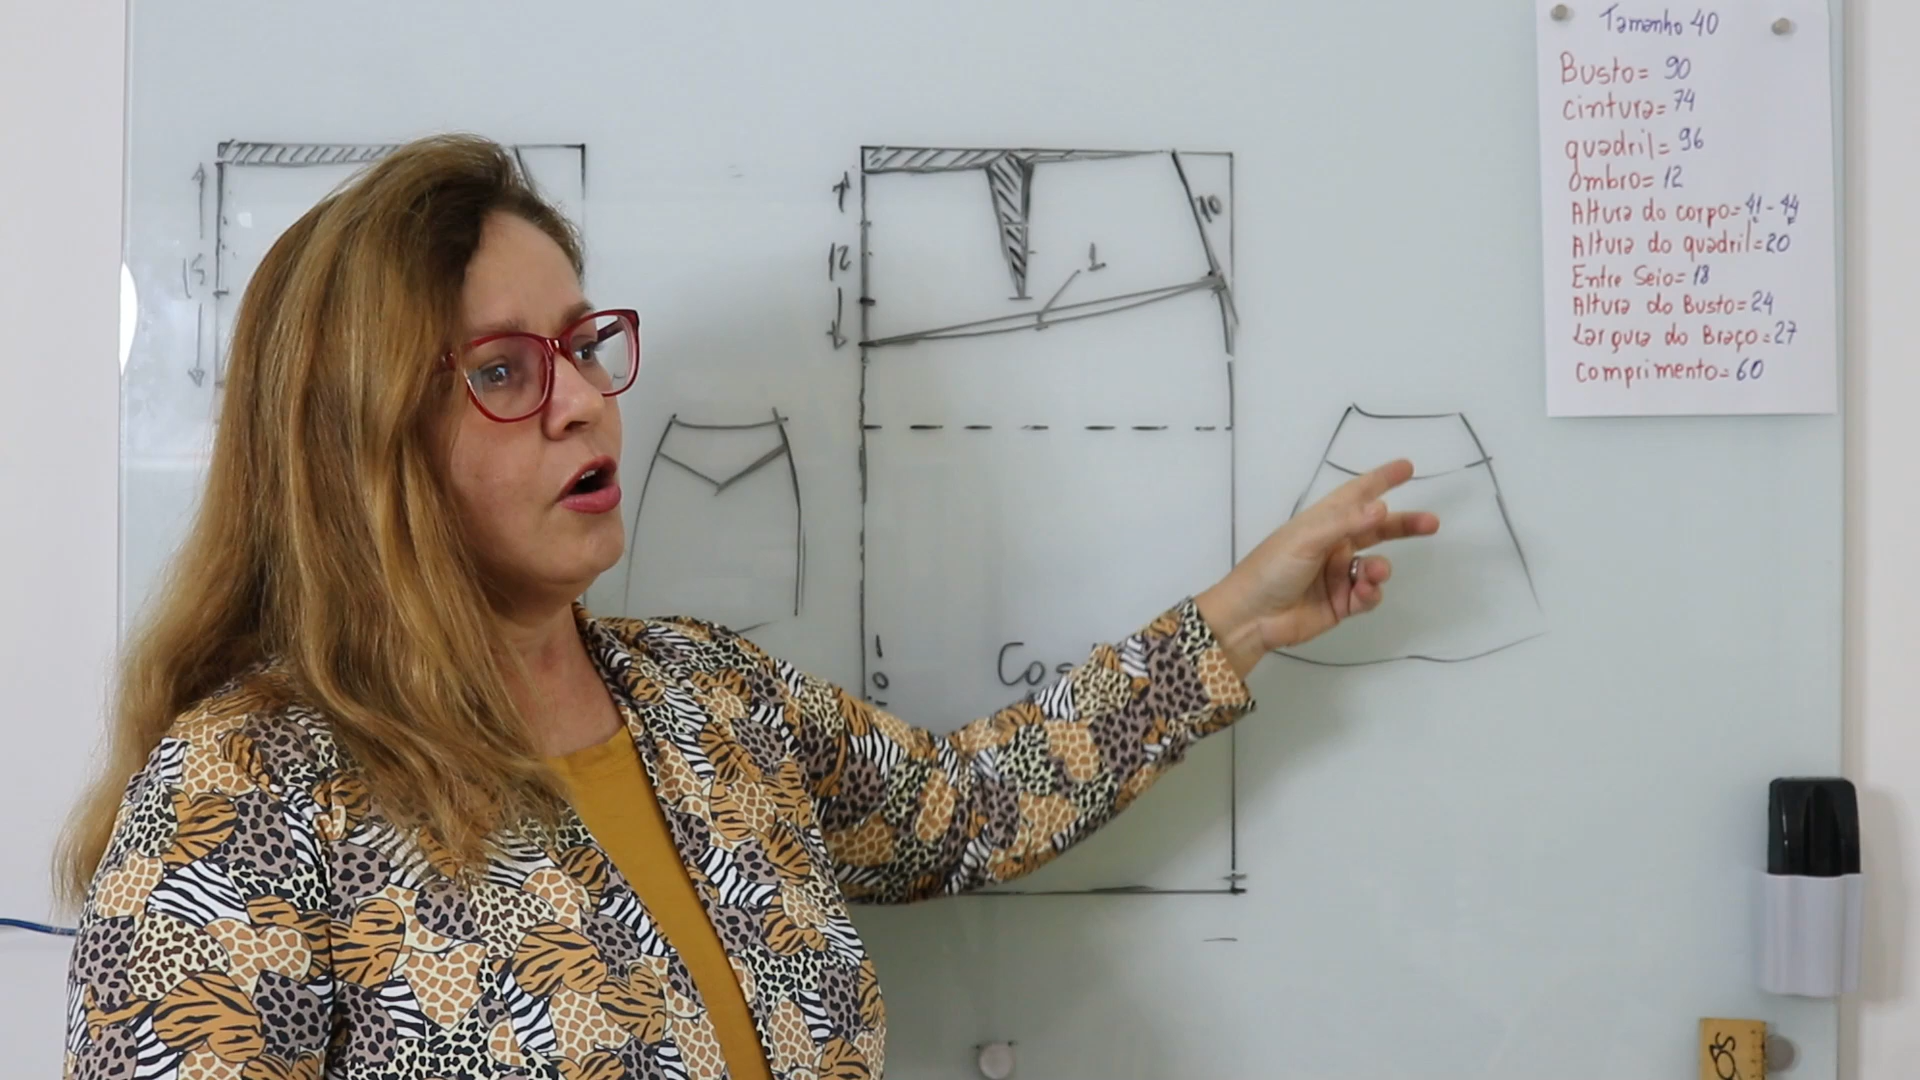 Tamanho 40
Busto= 90
cintura= 74
quadril= 96
Ombro= 12
Altura do corpo= 41 - 44
Altura do quadril= 20
Entre Seio= 18
Altura do Busto= 24
Largura do Braço= 27
comprimento= 60
15
12
10
1
Cos